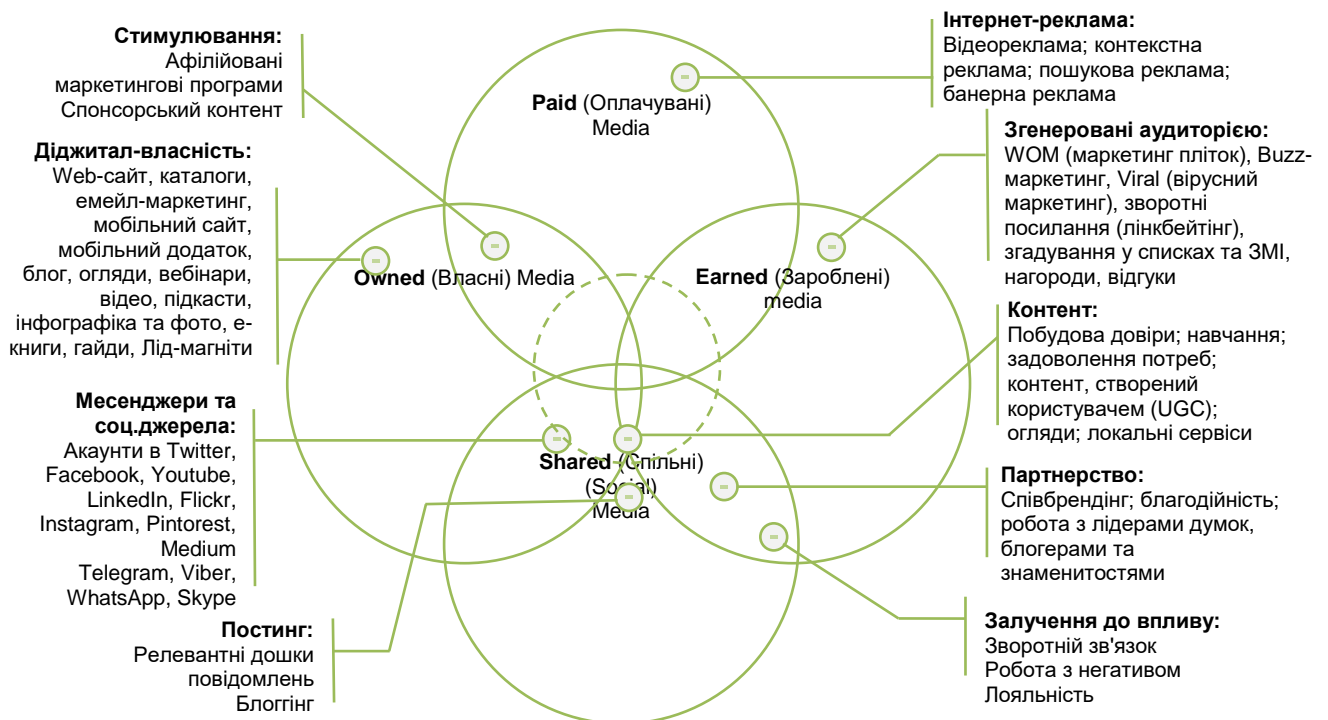 Стимулювання:
Афілійовані
маркетингові програми
Спонсорський контент
Діджитал-власність:
Web-сайт, каталоги,
емейл-маркетинг,
мобільний сайт,
мобільний додаток,
блог, огляди, вебінари,
відео, підкасти,
інфографіка та фото, е-
книги, гайди, Лід-магніти
Месенджери та
соц.джерела:
Акаунти в Twitter,
Facebook, Youtube,
LinkedIn, Flickr,
Instagram, Pintorest,
Medium
Telegram, Viber,
WhatsApp, Skype
Постинг:
Релевантні дошки
повідомлень
Блоггінг
Paid (Оплачувані)
Media
Owned (Власні) Media
Earned (Зароблені)
media
Shared (Спільні)
(Social)
Media
Інтернет-реклама:
Відеореклама; контекстна
реклама; пошукова реклама;
банерна реклама
Згенеровані аудиторією:
WOM (маркетинг пліток), Buzz-
маркетинг, Viral (вірусний
маркетинг), зворотні
посилання (лінкбейтінг),
згадування у списках та ЗМІ,
нагороди, відгуки
Контент:
Побудова довіри; навчання;
задоволення потреб;
контент, створений
користувачем (UGC);
огляди; локальні сервіси
Партнерство:
Співбрендінг; благодійність;
робота з лідерами думок,
блогерами та
знаменитостями
Залучення до впливу:
Зворотній зв'язок
Робота з негативом
Лояльність